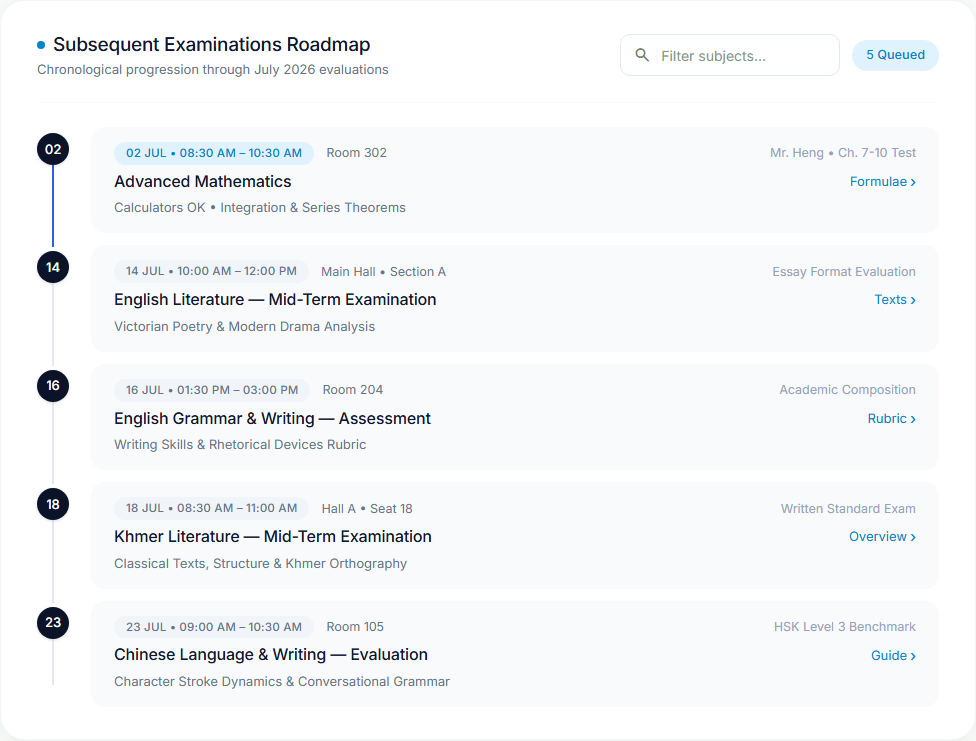 Subsequent Examinations Roadmap
Chronological progression through July 2026 evaluations
Filter subjects...
5 Queued
02
02 JUL • 08:30 AM – 10:30 AM
Room 302
Mr. Heng • Ch. 7-10 Test
Advanced Mathematics
Formulae ›
Calculators OK • Integration & Series Theorems
14
14 JUL • 10:00 AM – 12:00 PM
Main Hall • Section A
Essay Format Evaluation
English Literature — Mid-Term Examination
Texts ›
Victorian Poetry & Modern Drama Analysis
16
16 JUL • 01:30 PM – 03:00 PM
Room 204
Academic Composition
English Grammar & Writing — Assessment
Rubric ›
Writing Skills & Rhetorical Devices Rubric
18
18 JUL • 08:30 AM – 11:00 AM
Hall A • Seat 18
Written Standard Exam
Khmer Literature — Mid-Term Examination
Overview ›
Classical Texts, Structure & Khmer Orthography
23
23 JUL • 09:00 AM – 10:30 AM
Room 105
HSK Level 3 Benchmark
Chinese Language & Writing — Evaluation
Guide ›
Character Stroke Dynamics & Conversational Grammar